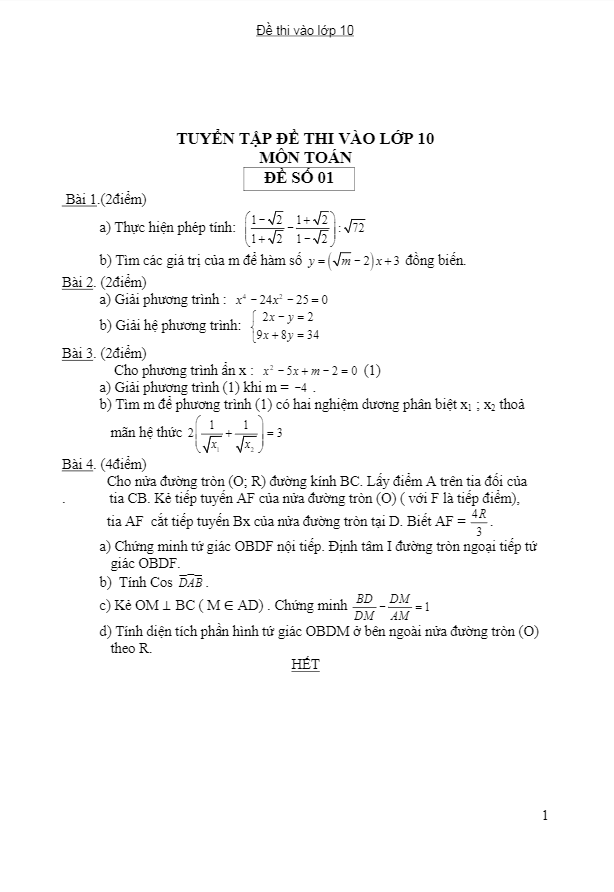 Đề thi vào lớp 10
TUYỂN TẬP ĐỀ THI VÀO LỚP 10
MÔN TOÁN
ĐỀ SỐ 01
Bài 1.(2điểm)
a) Thực hiện phép tính: $\left(\frac{1-\sqrt{2}}{1+\sqrt{2}}-\frac{1+\sqrt{2}}{1-\sqrt{2}}\right):\sqrt{72}$
b) Tìm các giá trị của m để hàm số $y=(\sqrt{m}-2)x+3$ đồng biến.
Bài 2. (2điểm)
a) Giải phương trình : $x^4-24x^2-25=0$
b) Giải hệ phương trình: $\begin{cases}2x-y=2\\9x+8y=34\end{cases}$
Bài 3. (2điểm)
Cho phương trình ẩn x : $x^2-5x+m-2=0$ (1)
a) Giải phương trình (1) khi m = −4 .
b) Tìm m để phương trình (1) có hai nghiệm dương phân biệt x₁ ; x₂ thoả
mãn hệ thức $2\left(\frac{1}{\sqrt{x_1}}+\frac{1}{\sqrt{x_2}}\right)=3$
Bài 4. (4điểm)
Cho nửa đường tròn (O; R) đường kính BC. Lấy điểm A trên tia đối của
. tia CB. Kẻ tiếp tuyến AF của nửa đường tròn (O) ( với F là tiếp điểm),
tia AF cắt tiếp tuyến Bx của nửa đường tròn tại D. Biết AF = $\frac{4R}{3}$ .
a) Chứng minh tứ giác OBDF nội tiếp. Định tâm I đường tròn ngoại tiếp tứ
giác OBDF.
b) Tính Cos $\widehat{DAB}$ .
c) Kẻ OM ⊥ BC ( M ∈ AD) . Chứng minh $\frac{BD}{DM}-\frac{DM}{AM}=1$
d) Tính diện tích phần hình tứ giác OBDM ở bên ngoài nửa đường tròn (O)
theo R.
HẾT
1